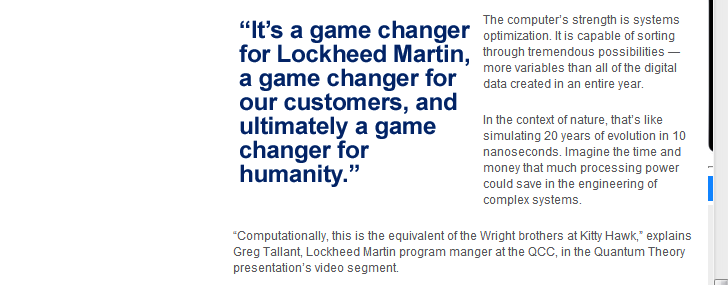 “It’s a game changer
for Lockheed Martin,
a game changer for
our customers, and
ultimately a game
changer for
humanity.”
The computer’s strength is systems
optimization. It is capable of sorting
through tremendous possibilities —
more variables than all of the digital
data created in an entire year.
In the context of nature, that’s like
simulating 20 years of evolution in 10
nanoseconds. Imagine the time and
money that much processing power
could save in the engineering of
complex systems.
“Computationally, this is the equivalent of the Wright brothers at Kitty Hawk,” explains
Greg Tallant, Lockheed Martin program manger at the QCC, in the Quantum Theory
presentation’s video segment.